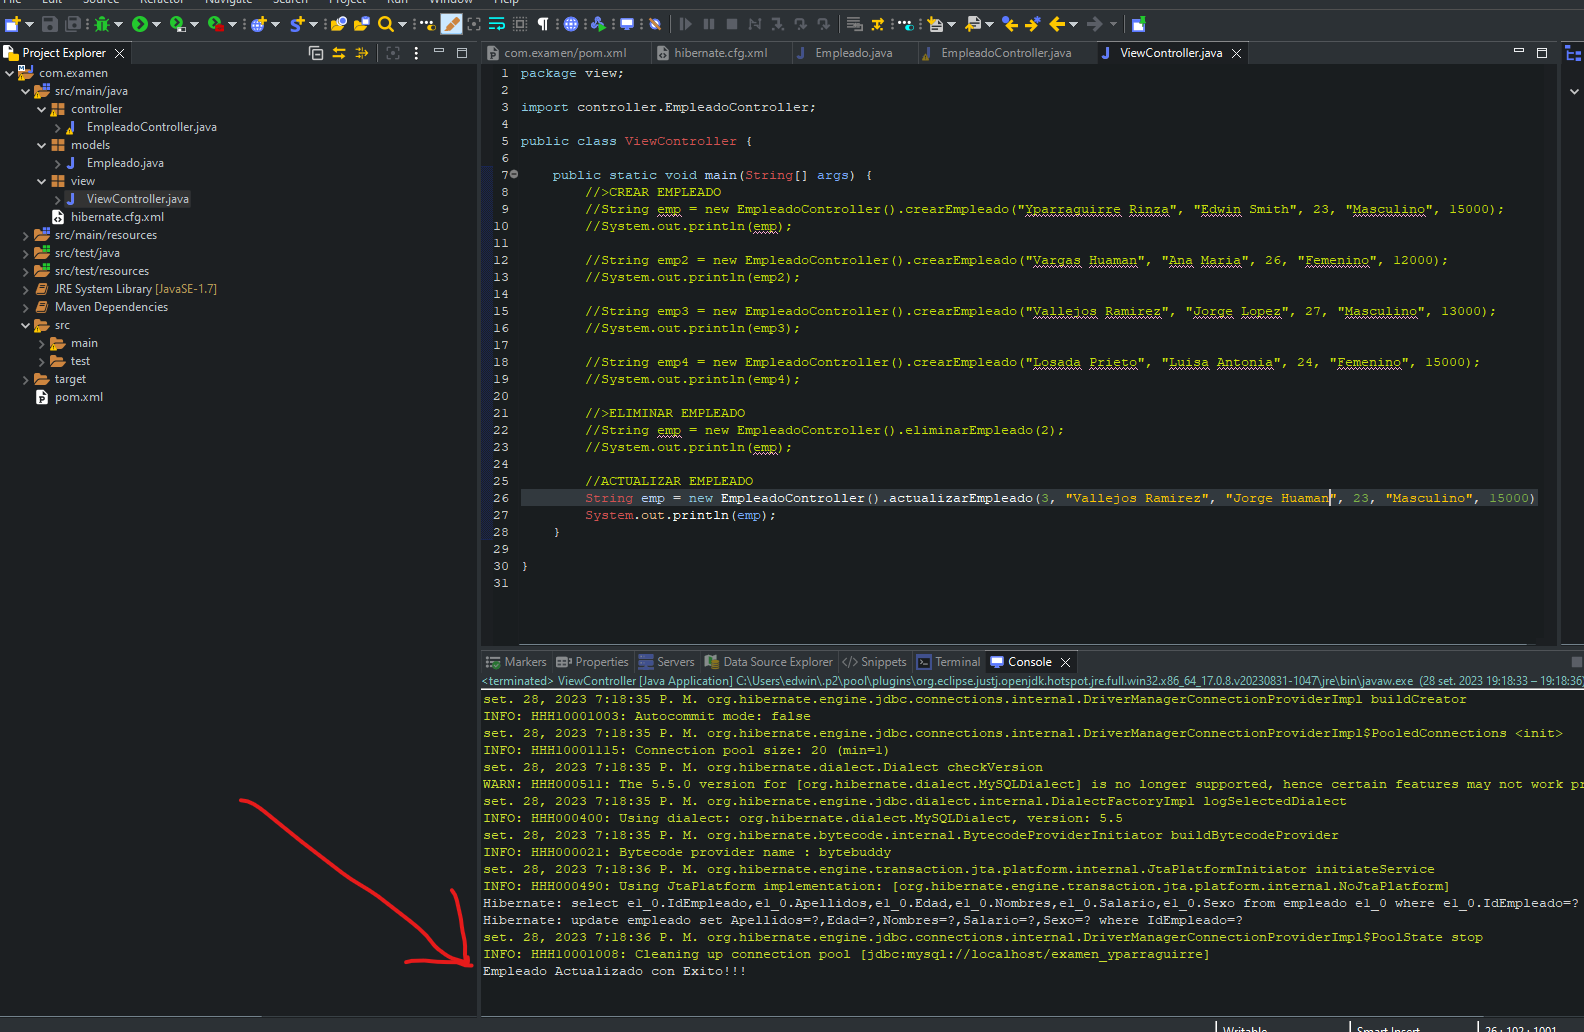 Project Explorer
com.examen
src/main/java
controller
EmpleadoController.java
models
Empleado.java
view
ViewController.java
hibernate.cfg.xml
src/main/resources
src/test/java
src/test/resources
JRE System Library [JavaSE-1.7]
Maven Dependencies
src
main
test
target
pom.xml
com.examen/pom.xml hibernate.cfg.xml Empleado.java EmpleadoController.java ViewController.java
1 package view;
2
3 import controller.EmpleadoController;
4
5 public class ViewController {
6
7 public static void main(String[] args) {
8 //>CREAR EMPLEADO
9 //String emp = new EmpleadoController().crearEmpleado("Yparraguirre Rinza", "Edwin Smith", 23, "Masculino", 15000);
10 //System.out.println(emp);
11
12 //String emp2 = new EmpleadoController().crearEmpleado("Vargas Huaman", "Ana Maria", 26, "Femenino", 12000);
13 //System.out.println(emp2);
14
15 //String emp3 = new EmpleadoController().crearEmpleado("Vallejos Ramirez", "Jorge Lopez", 27, "Masculino", 13000);
16 //System.out.println(emp3);
17
18 //String emp4 = new EmpleadoController().crearEmpleado("Losada Prieto", "Luisa Antonia", 24, "Femenino", 15000);
19 //System.out.println(emp4);
20
21 //>ELIMINAR EMPLEADO
22 //String emp = new EmpleadoController().eliminarEmpleado(2);
23 //System.out.println(emp);
24
25 //ACTUALIZAR EMPLEADO
26 String emp = new EmpleadoController().actualizarEmpleado(3, "Vallejos Ramirez", "Jorge Huaman", 23, "Masculino", 15000)
27 System.out.println(emp);
28 }
29
30 }
31
Markers Properties Servers Data Source Explorer Snippets Terminal Console
<terminated> ViewController [Java Application] C:\Users\edwin\.p2\pool\plugins\org.eclipse.justj.openjdk.hotspot.jre.full.win32.x86_64_17.0.8.v20230831-1047\jre\bin\javaw.exe (28 set. 2023 19:18:33 – 19:18:36)
set. 28, 2023 7:18:35 P. M. org.hibernate.engine.jdbc.connections.internal.DriverManagerConnectionProviderImpl buildCreator
INFO: HHH10001003: Autocommit mode: false
set. 28, 2023 7:18:35 P. M. org.hibernate.engine.jdbc.connections.internal.DriverManagerConnectionProviderImpl$PooledConnections <init>
INFO: HHH10001115: Connection pool size: 20 (min=1)
set. 28, 2023 7:18:35 P. M. org.hibernate.dialect.Dialect checkVersion
WARN: HHH000511: The 5.5.0 version for [org.hibernate.dialect.MySQLDialect] is no longer supported, hence certain features may not work pr
set. 28, 2023 7:18:35 P. M. org.hibernate.engine.jdbc.dialect.internal.DialectFactoryImpl logSelectedDialect
INFO: HHH000400: Using dialect: org.hibernate.dialect.MySQLDialect, version: 5.5
set. 28, 2023 7:18:35 P. M. org.hibernate.bytecode.internal.BytecodeProviderInitiator buildBytecodeProvider
INFO: HHH000021: Bytecode provider name : bytebuddy
set. 28, 2023 7:18:36 P. M. org.hibernate.engine.transaction.jta.platform.internal.JtaPlatformInitiator initiateService
INFO: HHH000490: Using JtaPlatform implementation: [org.hibernate.engine.transaction.jta.platform.internal.NoJtaPlatform]
Hibernate: select e1_0.IdEmpleado,e1_0.Apellidos,e1_0.Edad,e1_0.Nombres,e1_0.Salario,e1_0.Sexo from empleado e1_0 where e1_0.IdEmpleado=?
Hibernate: update empleado set Apellidos=?,Edad=?,Nombres=?,Salario=?,Sexo=? where IdEmpleado=?
set. 28, 2023 7:18:36 P. M. org.hibernate.engine.jdbc.connections.internal.DriverManagerConnectionProviderImpl$PoolState stop
INFO: HHH10001008: Cleaning up connection pool [jdbc:mysql://localhost/examen_yparraguirre]
Empleado Actualizado con Exito!!!